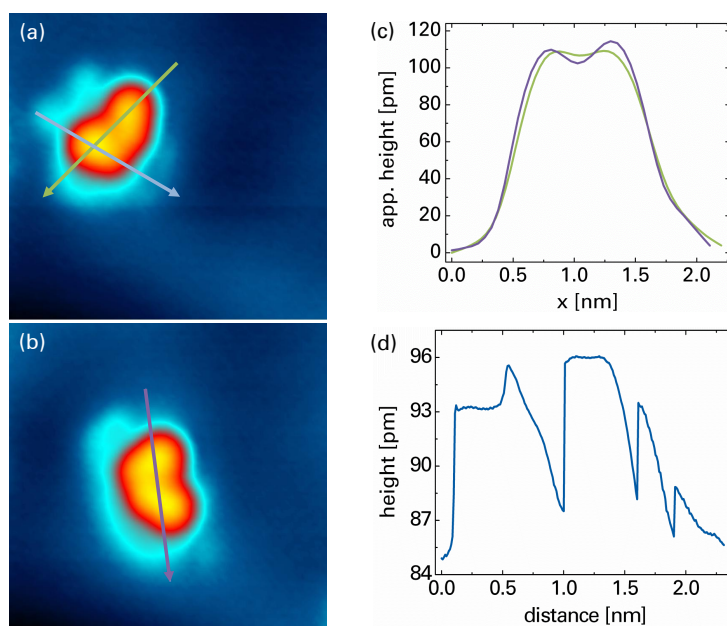 (a)
(b)
(c)
120
100
80
60
40
20
0
app. height [pm]
0.0 0.5 1.0 1.5 2.0
x [nm]
(d)
96
93
90
87
84
height [pm]
0.0 0.5 1.0 1.5 2.0
distance [nm]